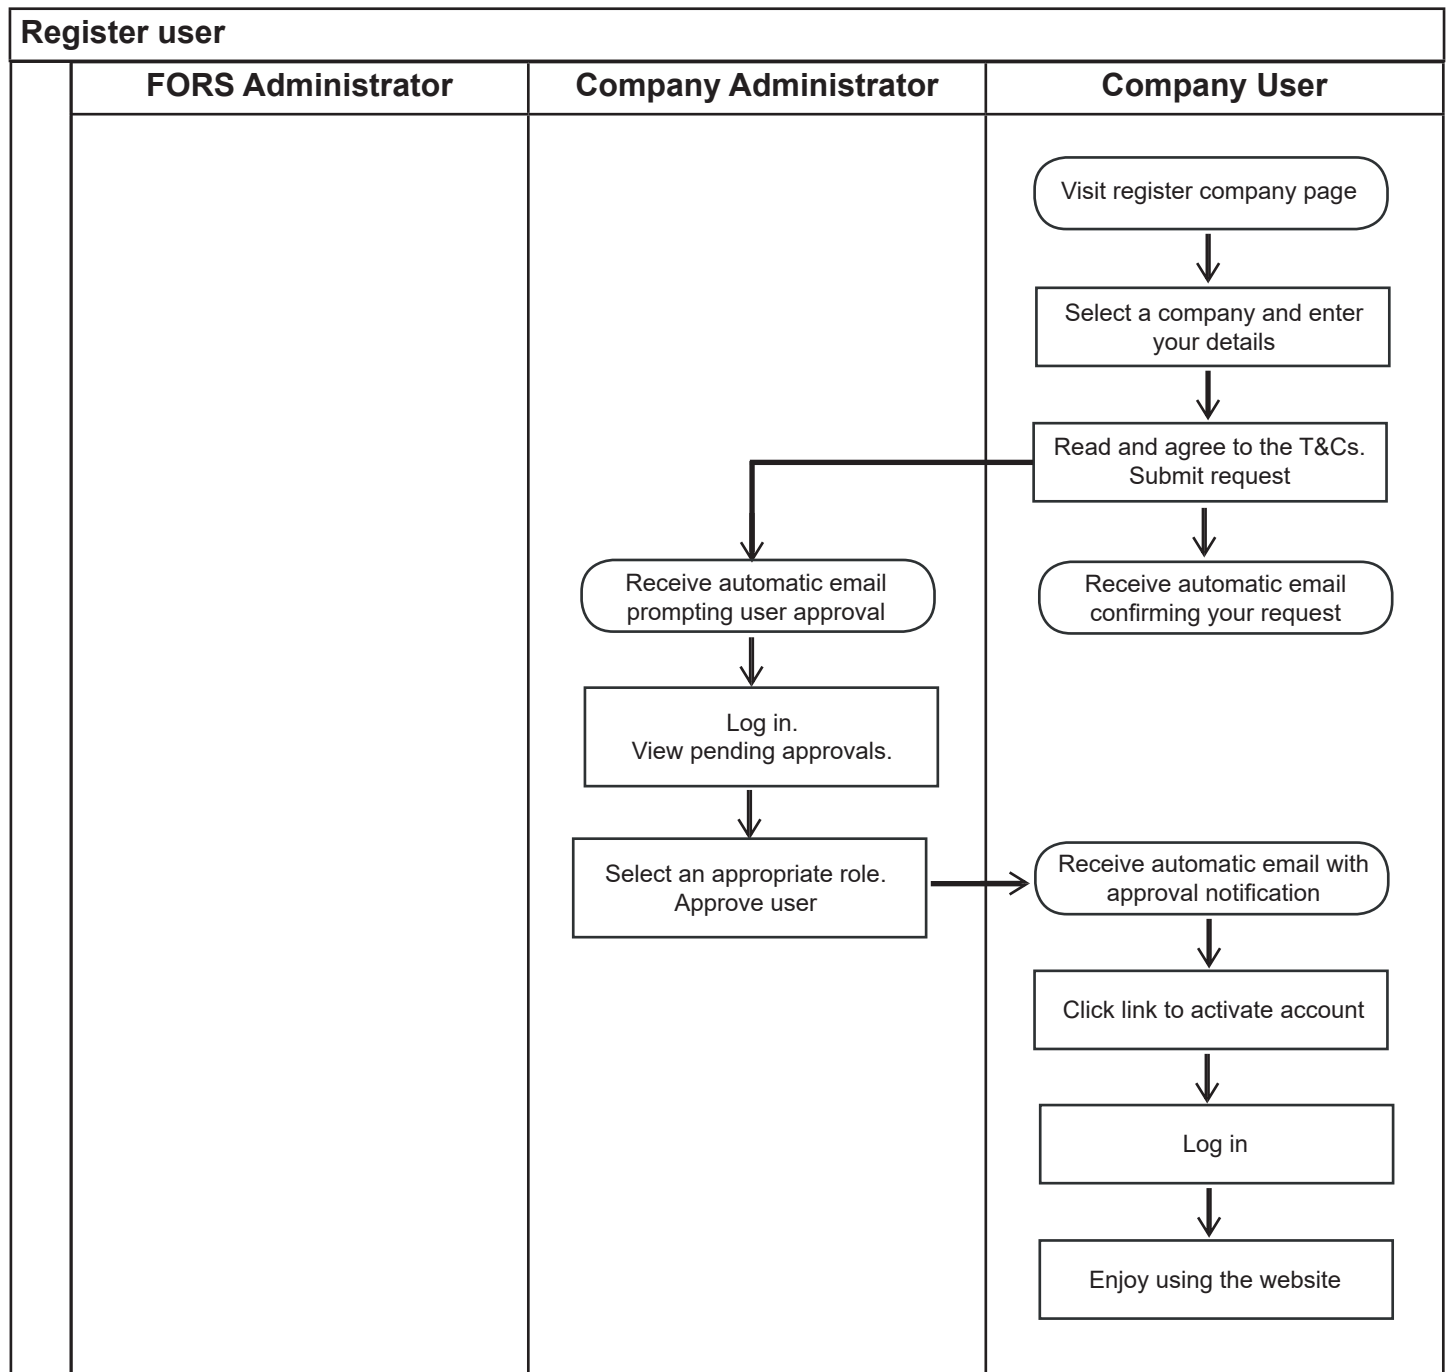 Register user
FORS Administrator
Company Administrator
Company User
Visit register company page
Select a company and enter
your details
Read and agree to the T&Cs.
Submit request
Receive automatic email
prompting user approval
Receive automatic email
confirming your request
Log in.
View pending approvals.
Select an appropriate role.
Approve user
Receive automatic email with
approval notification
Click link to activate account
Log in
Enjoy using the website